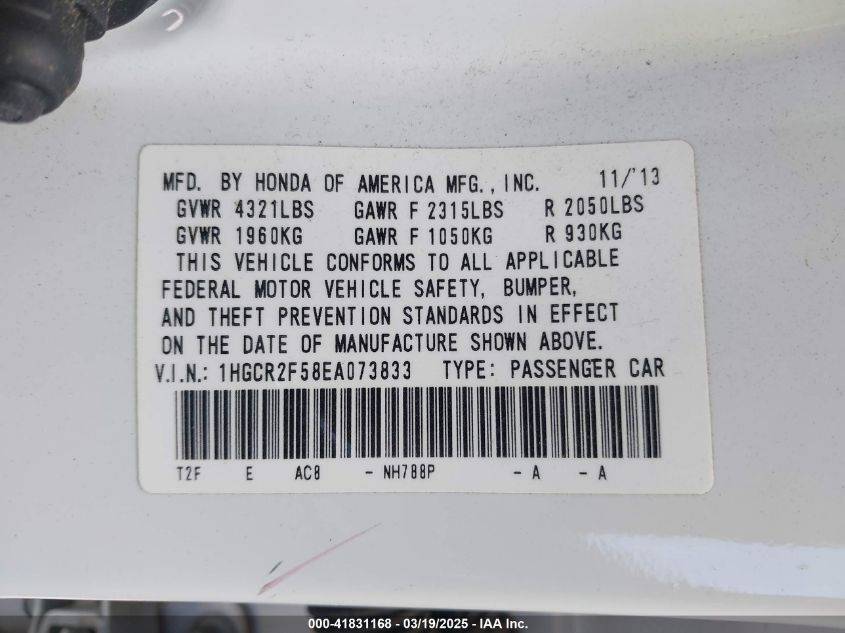 MFD. BY HONDA OF AMERICA MFG., INC. 11/'13
GVWR 4321LBS GAWR F 2315LBS R 2050LBS
GVWR 1960KG GAWR F 1050KG R 930KG
THIS VEHICLE CONFORMS TO ALL APPLICABLE
FEDERAL MOTOR VEHICLE SAFETY, BUMPER,
AND THEFT PREVENTION STANDARDS IN EFFECT
ON THE DATE OF MANUFACTURE SHOWN ABOVE.
V.I.N.: 1HGCR2F58EA073833 TYPE: PASSENGER CAR
T2F E AC8 - NH788P - A - A
000-41831168 - 03/19/2025 - IAA Inc.